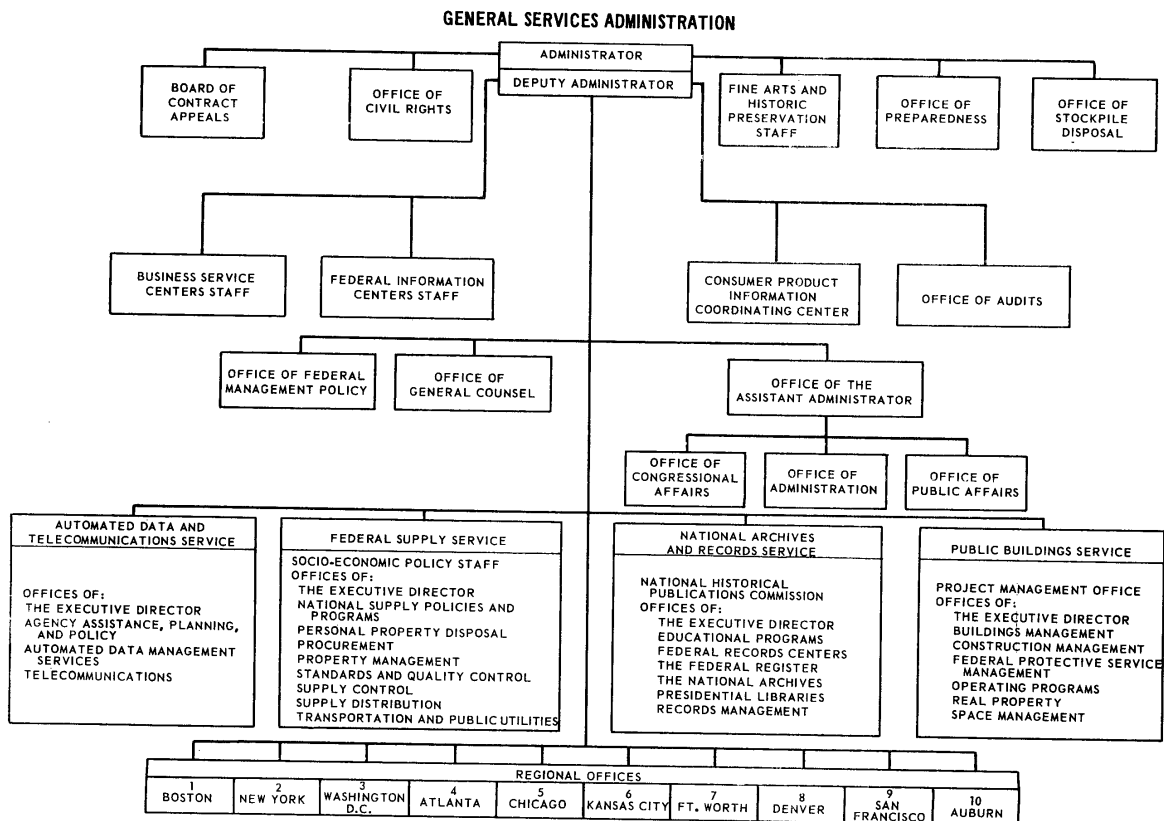 GENERAL SERVICES ADMINISTRATION
ADMINISTRATOR
DEPUTY ADMINISTRATOR
BOARD OF
CONTRACT
APPEALS
OFFICE OF
CIVIL RIGHTS
FINE ARTS AND
HISTORIC
PRESERVATION
STAFF
OFFICE OF
PREPAREDNESS
OFFICE OF
STOCKPILE
DISPOSAL
BUSINESS SERVICE
CENTERS STAFF
FEDERAL INFORMATION
CENTERS STAFF
CONSUMER PRODUCT
INFORMATION
COORDINATING CENTER
OFFICE OF AUDITS
OFFICE OF FEDERAL
MANAGEMENT POLICY
OFFICE OF
GENERAL COUNSEL
OFFICE OF THE
ASSISTANT ADMINISTRATOR
OFFICE OF
CONGRESSIONAL
AFFAIRS
OFFICE OF
ADMINISTRATION
OFFICE OF
PUBLIC AFFAIRS
AUTOMATED DATA AND
TELECOMMUNICATIONS SERVICE
OFFICES OF:
THE EXECUTIVE DIRECTOR
AGENCY ASSISTANCE, PLANNING,
AND POLICY
AUTOMATED DATA MANAGEMENT
SERVICES
TELECOMMUNICATIONS
FEDERAL SUPPLY SERVICE
SOCIO-ECONOMIC POLICY STAFF
OFFICES OF:
THE EXECUTIVE DIRECTOR
NATIONAL SUPPLY POLICIES AND
PROGRAMS
PERSONAL PROPERTY DISPOSAL
PROCUREMENT
PROPERTY MANAGEMENT
STANDARDS AND QUALITY CONTROL
SUPPLY CONTROL
SUPPLY DISTRIBUTION
TRANSPORTATION AND PUBLIC UTILITIES
NATIONAL ARCHIVES
AND RECORDS SERVICE
NATIONAL HISTORICAL
PUBLICATIONS COMMISSION
OFFICES OF:
THE EXECUTIVE DIRECTOR
EDUCATIONAL PROGRAMS
FEDERAL RECORDS CENTERS
THE FEDERAL REGISTER
THE NATIONAL ARCHIVES
PRESIDENTIAL LIBRARIES
RECORDS MANAGEMENT
PUBLIC BUILDINGS SERVICE
PROJECT MANAGEMENT OFFICE
OFFICES OF:
THE EXECUTIVE DIRECTOR
BUILDINGS MANAGEMENT
CONSTRUCTION MANAGEMENT
FEDERAL PROTECTIVE SERVICE
MANAGEMENT
OPERATING PROGRAMS
REAL PROPERTY
SPACE MANAGEMENT
REGIONAL OFFICES
1
BOSTON
2
NEW YORK
3
WASHINGTON
D.C.
4
ATLANTA
5
CHICAGO
6
KANSAS CITY
7
FT. WORTH
8
DENVER
9
SAN
FRANCISCO
10
AUBURN